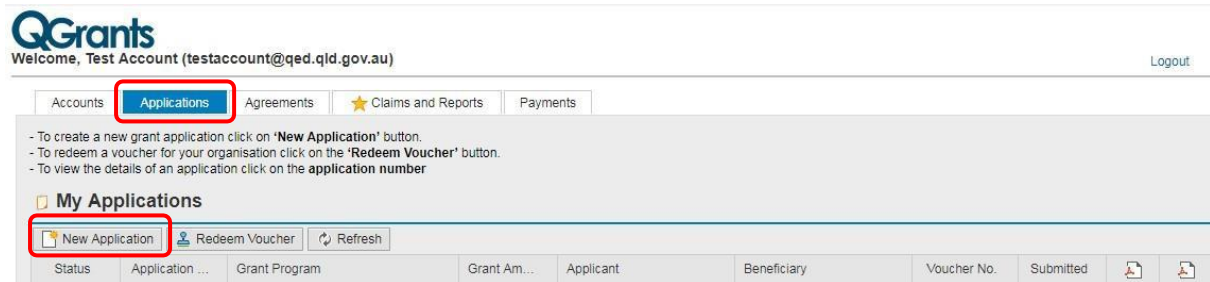 QGrants
Welcome, Test Account (testaccount@qed.qld.gov.au)
Logout
Accounts Applications Agreements Claims and Reports Payments
- To create a new grant application click on 'New Application' button.
- To redeem a voucher for your organisation click on the 'Redeem Voucher' button.
- To view the details of an application click on the application number
My Applications
New Application Redeem Voucher Refresh
Status Application ... Grant Program Grant Am... Applicant Beneficiary Voucher No. Submitted